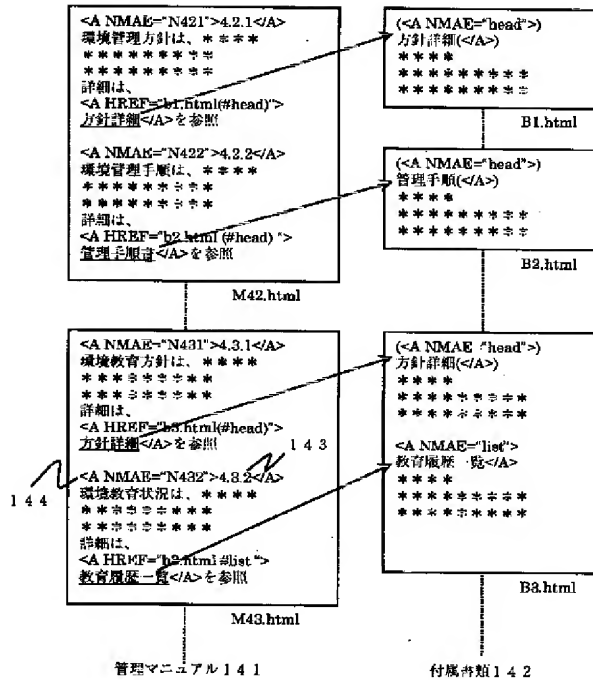 <A NMAE="N421">4.2.1</A>
環境管理方針は、＊＊＊＊
＊＊＊＊＊＊＊＊＊
＊＊＊＊＊＊＊＊＊
詳細は、
<A HREF="b1.html(#head)">
方針詳細</A>を参照
<A NMAE="N422">4.2.2</A>
環境管理手順は、＊＊＊＊
＊＊＊＊＊＊＊＊＊
＊＊＊＊＊＊＊＊＊
詳細は、
<A HREF="b2.html (#head) ">
管理手順書</A>を参照
M42.html
<A NMAE="N431">4.3.1</A>
環境教育方針は、＊＊＊＊
＊＊＊＊＊＊＊＊＊
＊＊＊＊＊＊＊＊＊
詳細は、
<A HREF="b3.html(#head)">
方針詳細</A>を参照
143
144
<A NMAE="N432">4.3.2</A>
環境教育状況は、＊＊＊＊
＊＊＊＊＊＊＊＊＊
＊＊＊＊＊＊＊＊＊
詳細は、
<A HREF="b2.html #list ">
教育履歴一覧</A>を参照
M43.html
管理マニュアル１４１
(<A NMAE="head">)
方針詳細(</A>)
＊＊＊＊
＊＊＊＊＊＊＊＊＊
＊＊＊＊＊＊＊＊＊
B1.html
(<A NMAE="head">)
管理手順(</A>)
＊＊＊＊
＊＊＊＊＊＊＊＊＊
＊＊＊＊＊＊＊＊＊
B2.html
(<A NMAE="head">)
方針詳細(</A>)
＊＊＊＊
＊＊＊＊＊＊＊＊＊
＊＊＊＊＊＊＊＊＊
<A NMAE="list">
教育履歴一覧</A>
＊＊＊＊
＊＊＊＊＊＊＊＊＊
＊＊＊＊＊＊＊＊＊
B3.html
付属書類１４２